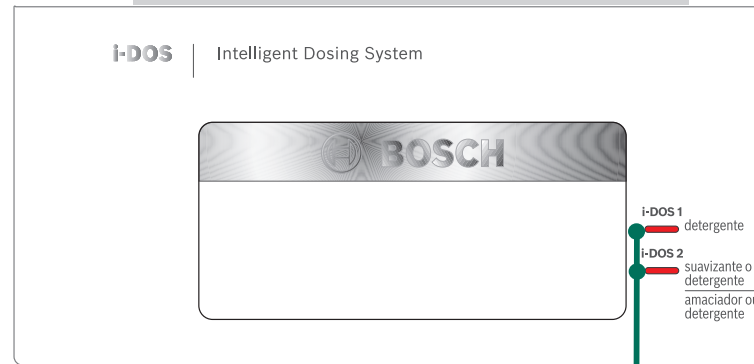 i-DOS
Intelligent Dosing System
BOSCH
i-DOS 1
detergente
i-DOS 2
suavizante o
detergente
amaciador ou
detergente